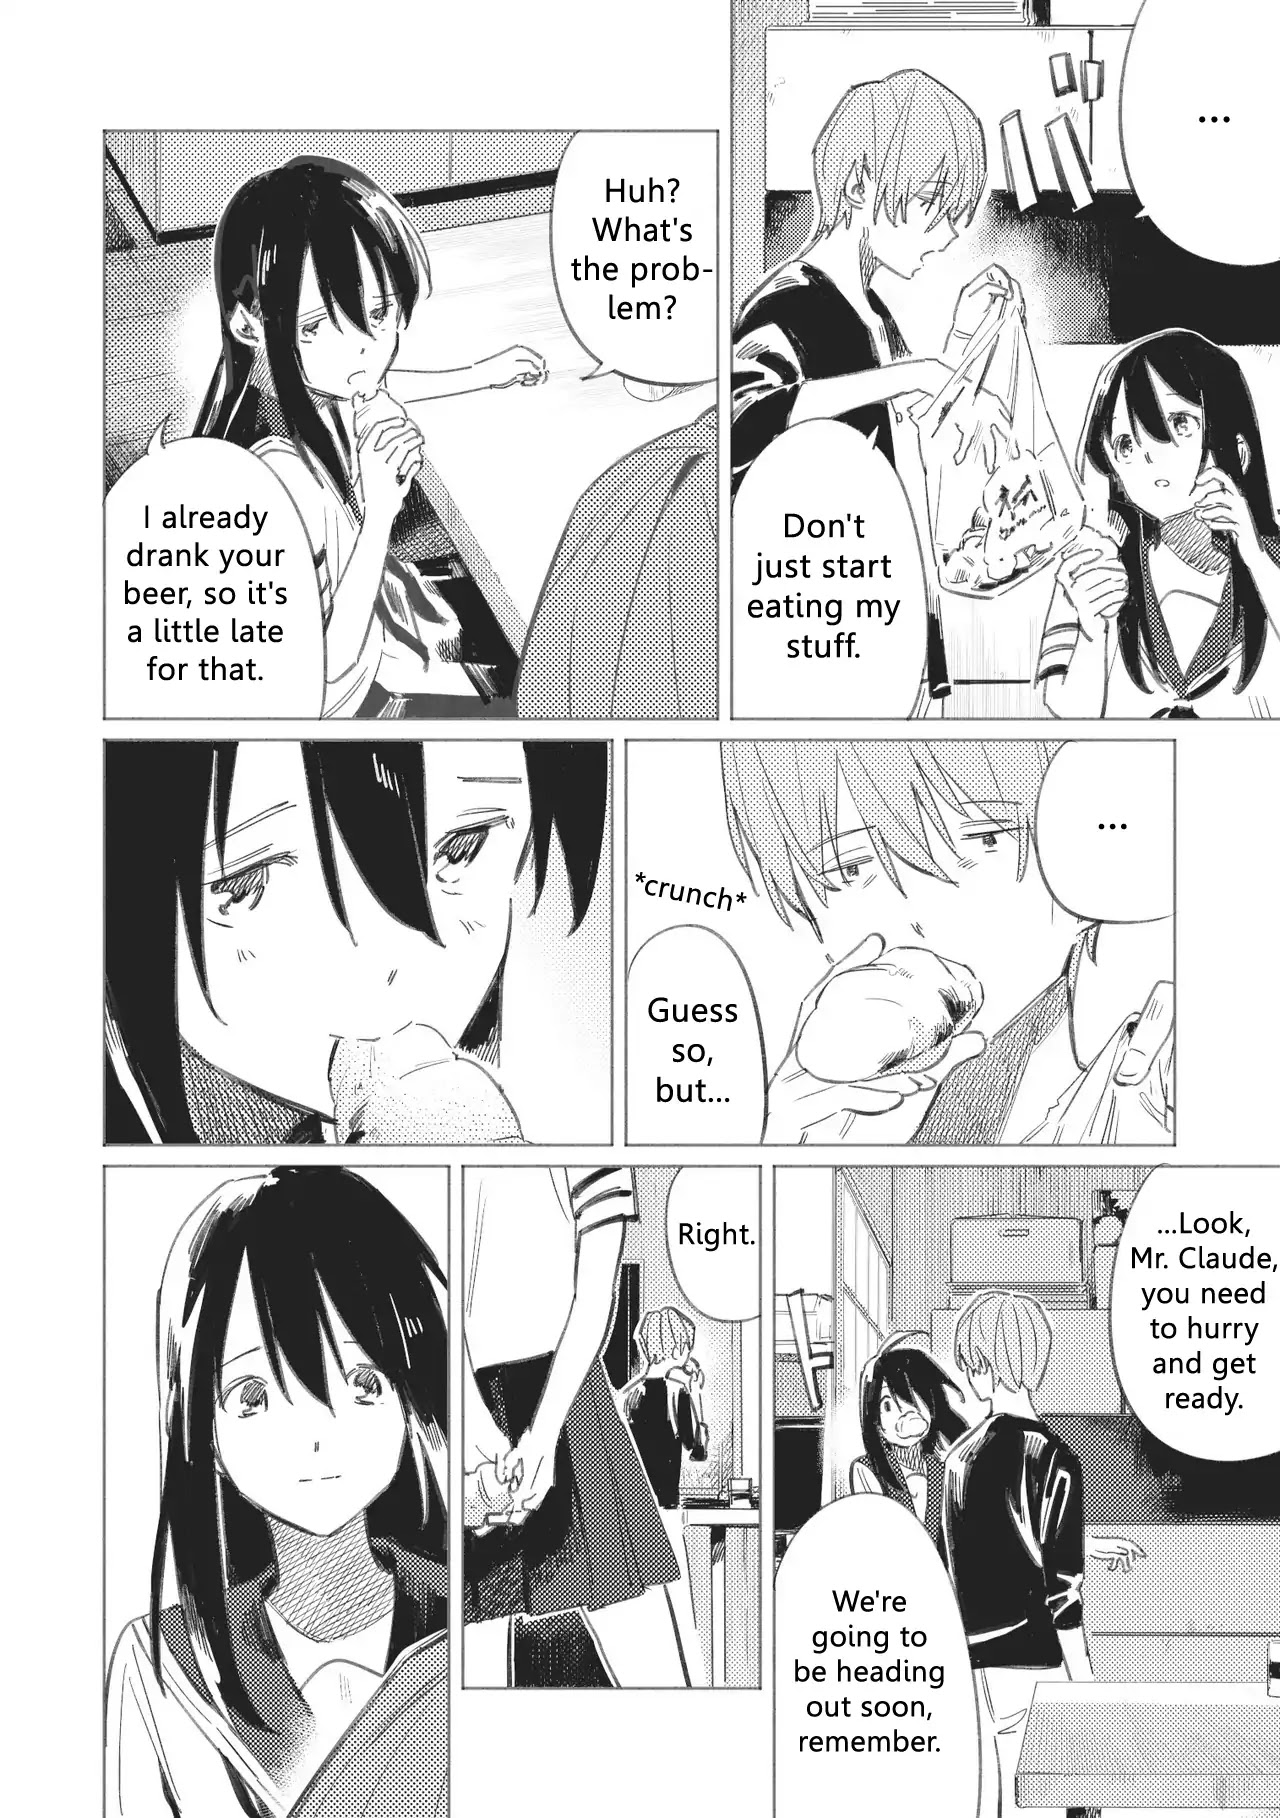 ...
Don't
just start
eating my
stuff.
Huh?
What's
the prob-
lem?
I already
drank your
beer, so it's
a little late
for that.
...
*crunch*
Guess
so,
but...
...Look,
Mr. Claude,
you need
to hurry
and get
ready.
We're
going to
be heading
out soon,
remember.
Right.